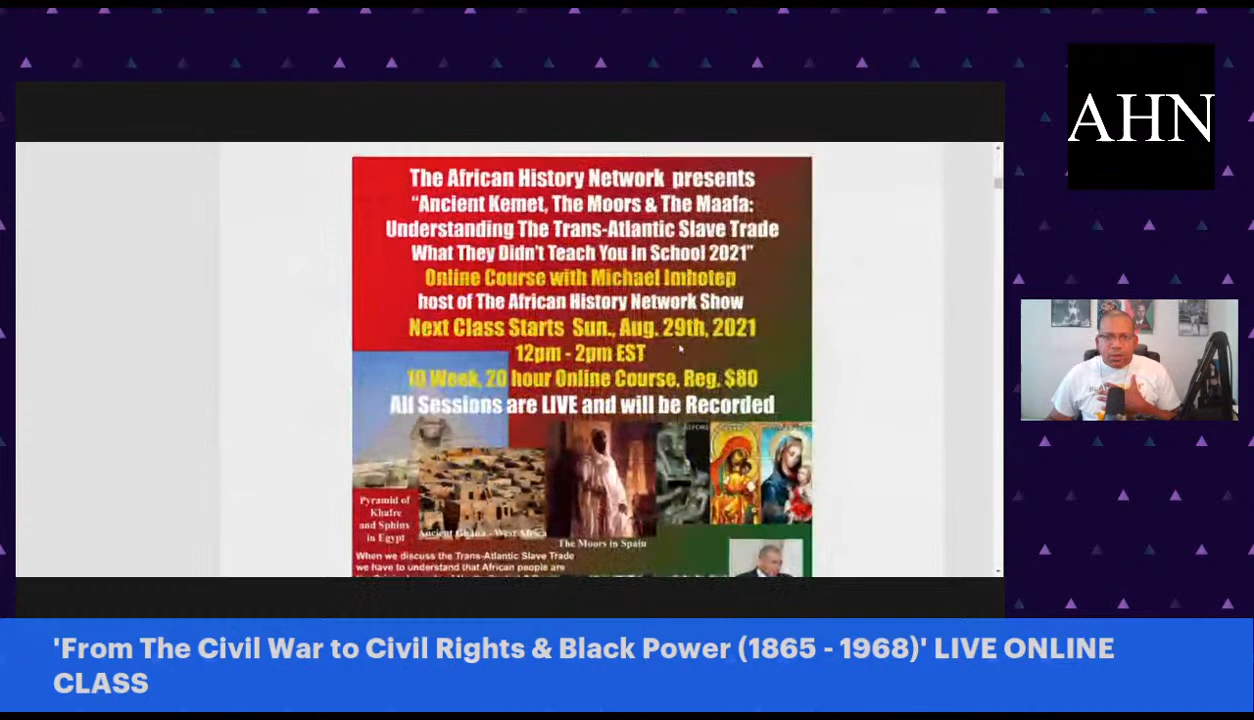 AHN
The African History Network presents
“Ancient Kemet, The Moors & The Maafa:
Understanding The Trans-Atlantic Slave Trade
What They Didn't Teach You In School 2021”
Online Course with Michael Imhotep
host of The African History Network Show
Next Class Starts Sun., Aug. 29th, 2021
12pm - 2pm EST
10 Week, 20 hour Online Course, Reg. $80
All Sessions are LIVE and will be Recorded
Pyramid of
Khafre
and Sphinx
in Egypt
Ancient Ghana - West Africa
The Moors in Spain
When we discuss the Trans-Atlantic Slave Trade
we have to understand that African people are
'From The Civil War to Civil Rights & Black Power (1865 - 1968)' LIVE ONLINE
CLASS